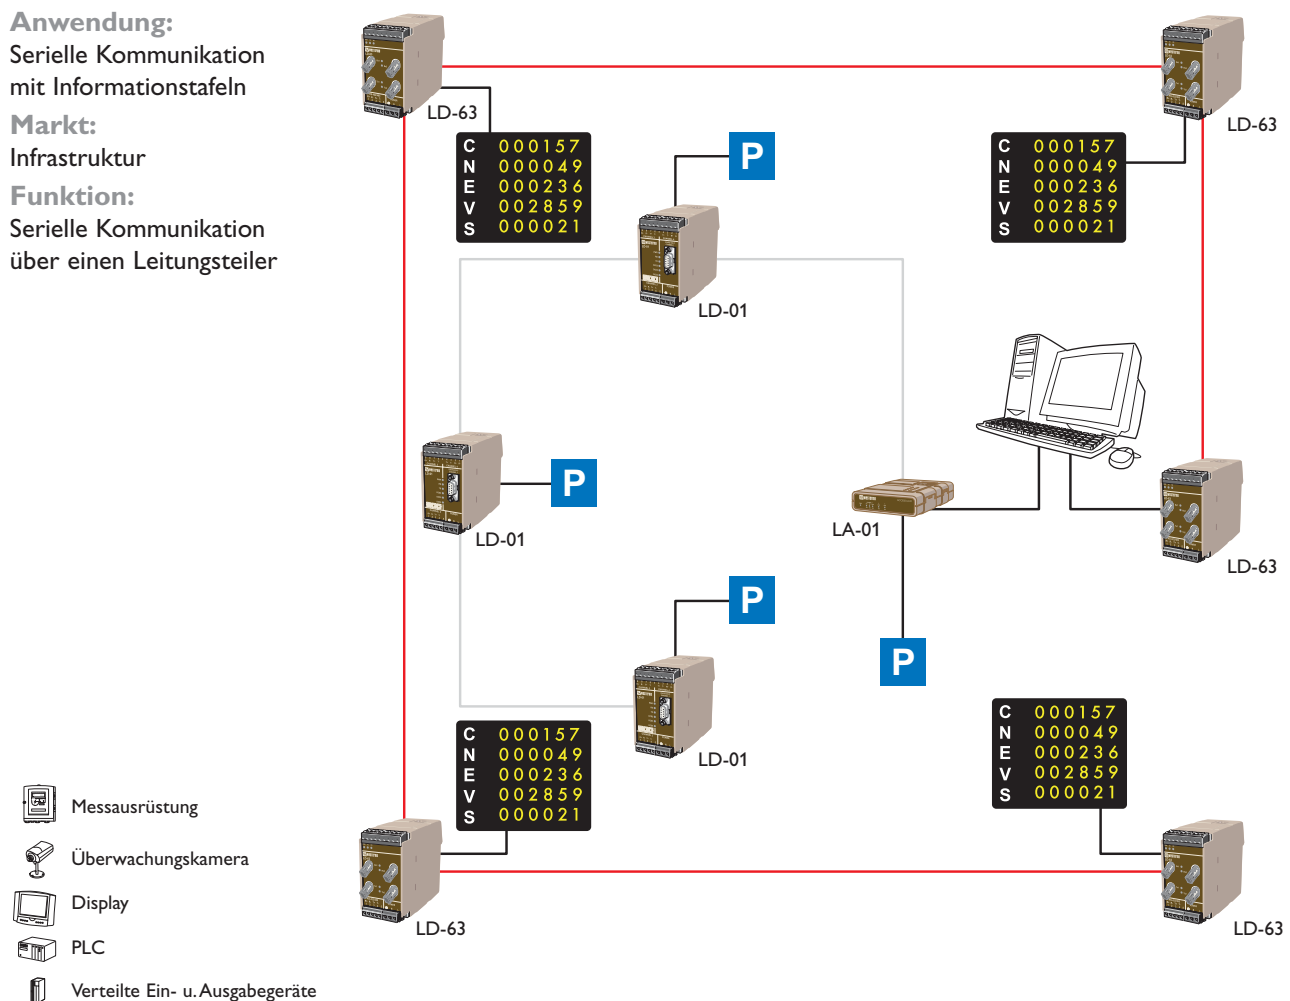 Anwendung:
Serielle Kommunikation
mit Informationstafeln
Markt:
Infrastruktur
Funktion:
Serielle Kommunikation
über einen Leitungsteiler
LD-63
LD-63
C 000157
N 000049
E 000236
V 002859
S 000021
P
C 000157
N 000049
E 000236
V 002859
S 000021
LD-01
P
LD-01
LA-01
LD-63
P
P
LD-01
C 000157
N 000049
E 000236
V 002859
S 000021
C 000157
N 000049
E 000236
V 002859
S 000021
LD-63
LD-63
Messausrüstung
Überwachungskamera
Display
PLC
Verteilte Ein- u. Ausgabegeräte